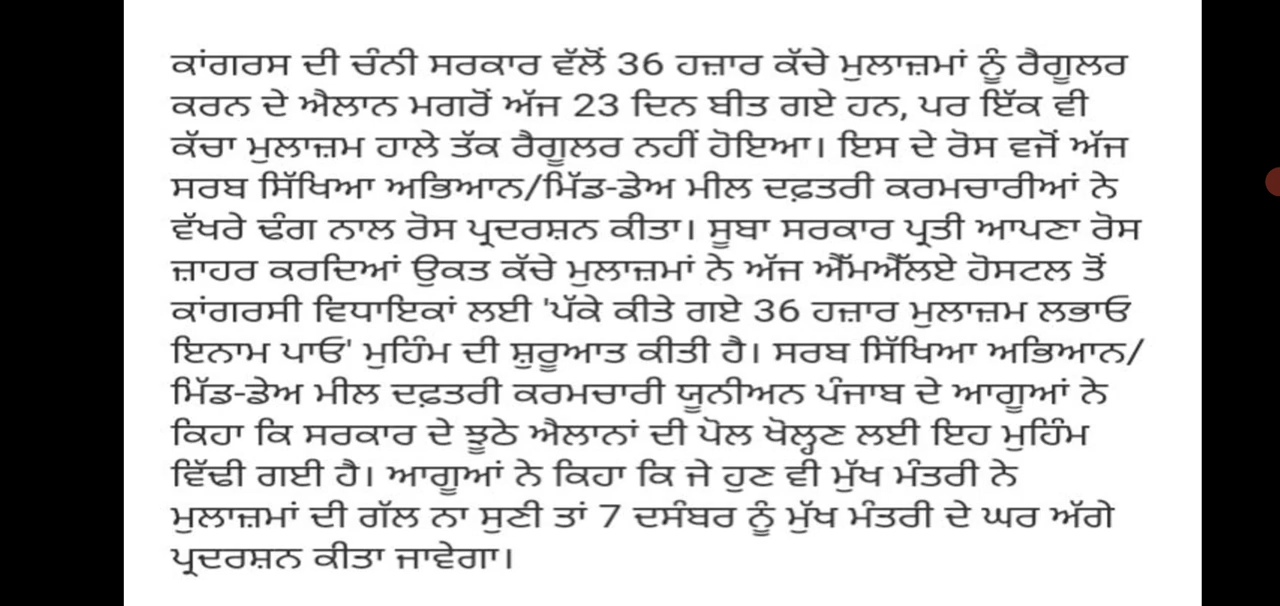 ਕਾਂਗਰਸ ਦੀ ਚੰਨੀ ਸਰਕਾਰ ਵੱਲੋਂ 36 ਹਜ਼ਾਰ ਕੱਚੇ ਮੁਲਾਜ਼ਮਾਂ ਨੂੰ ਰੈਗੂਲਰ
ਕਰਨ ਦੇ ਐਲਾਨ ਮਗਰੋਂ ਅੱਜ 23 ਦਿਨ ਬੀਤ ਗਏ ਹਨ, ਪਰ ਇੱਕ ਵੀ
ਕੱਚਾ ਮੁਲਾਜ਼ਮ ਹਾਲੇ ਤੱਕ ਰੈਗੂਲਰ ਨਹੀਂ ਹੋਇਆ। ਇਸ ਦੇ ਰੋਸ ਵਜੋਂ ਅੱਜ
ਸਰਬ ਸਿੱਖਿਆ ਅਭਿਆਨ/ਮਿੱਡ-ਡੇਅ ਮੀਲ ਦਫ਼ਤਰੀ ਕਰਮਚਾਰੀਆਂ ਨੇ
ਵੱਖਰੇ ਢੰਗ ਨਾਲ ਰੋਸ ਪ੍ਰਦਰਸ਼ਨ ਕੀਤਾ। ਸੂਬਾ ਸਰਕਾਰ ਪ੍ਰਤੀ ਆਪਣਾ ਰੋਸ
ਜ਼ਾਹਰ ਕਰਦਿਆਂ ਉਕਤ ਕੱਚੇ ਮੁਲਾਜ਼ਮਾਂ ਨੇ ਅੱਜ ਐੱਮਐੱਲਏ ਹੋਸਟਲ ਤੋਂ
ਕਾਂਗਰਸੀ ਵਿਧਾਇਕਾਂ ਲਈ 'ਪੱਕੇ ਕੀਤੇ ਗਏ 36 ਹਜ਼ਾਰ ਮੁਲਾਜ਼ਮ ਲਭਾਓ
ਇਨਾਮ ਪਾਓ' ਮੁਹਿੰਮ ਦੀ ਸ਼ੁਰੂਆਤ ਕੀਤੀ ਹੈ। ਸਰਬ ਸਿੱਖਿਆ ਅਭਿਆਨ/
ਮਿੱਡ-ਡੇਅ ਮੀਲ ਦਫ਼ਤਰੀ ਕਰਮਚਾਰੀ ਯੂਨੀਅਨ ਪੰਜਾਬ ਦੇ ਆਗੂਆਂ ਨੇ
ਕਿਹਾ ਕਿ ਸਰਕਾਰ ਦੇ ਝੂਠੇ ਐਲਾਨਾਂ ਦੀ ਪੋਲ ਖੋਲ੍ਹਣ ਲਈ ਇਹ ਮੁਹਿੰਮ
ਵਿੱਢੀ ਗਈ ਹੈ। ਆਗੂਆਂ ਨੇ ਕਿਹਾ ਕਿ ਜੇ ਹੁਣ ਵੀ ਮੁੱਖ ਮੰਤਰੀ ਨੇ
ਮੁਲਾਜ਼ਮਾਂ ਦੀ ਗੱਲ ਨਾ ਸੁਣੀ ਤਾਂ 7 ਦਸੰਬਰ ਨੂੰ ਮੁੱਖ ਮੰਤਰੀ ਦੇ ਘਰ ਅੱਗੇ
ਪ੍ਰਦਰਸ਼ਨ ਕੀਤਾ ਜਾਵੇਗਾ।